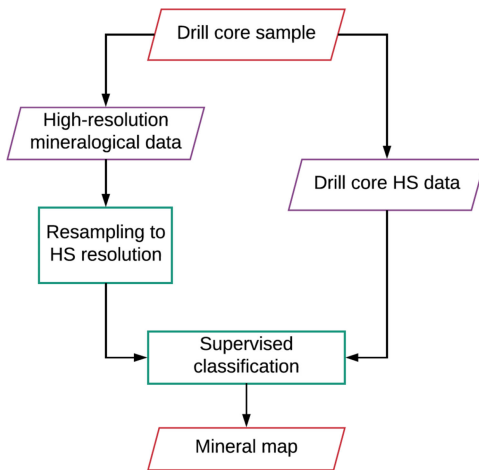 Drill core sample
High-resolution
mineralogical data
Drill core HS data
Resampling to
HS resolution
Supervised
classification
Mineral map